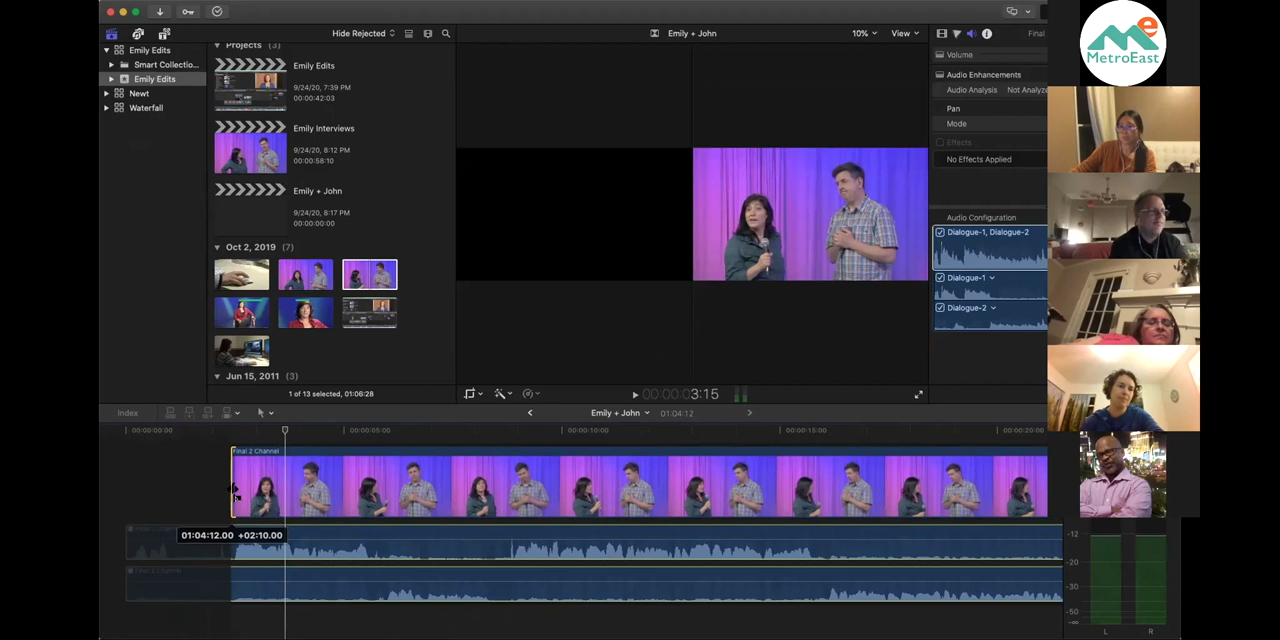 Hide Rejected
Emily + John
10%
View
Final
Emily Edits
Smart Collectio...
Emily Edits
Newt
Waterfall
Projects (3)
Emily Edits
9/24/20, 7:39 PM
00:00:42:03
Emily Interviews
9/24/20, 8:12 PM
00:00:58:10
Emily + John
9/24/20, 8:17 PM
00:00:00:00
Oct 2, 2019 (7)
Jun 15, 2011 (3)
1 of 13 selected, 01:06:28
00:00:00 3:15
Volume
Audio Enhancements
Audio Analysis Not Analyze
Pan
Mode
Effects
No Effects Applied
Audio Configuration
Dialogue-1, Dialogue-2
Dialogue-1
Dialogue-2
e
MetroEast
Index
Emily + John
01:04:12
00:00:00:00
00:00:05:00
00:00:10:00
00:00:15:00
00:00:20:00
Final 2 Channel
01:04:12.00 +02:10.00
-12
-20
-30
-50
-∞
L R